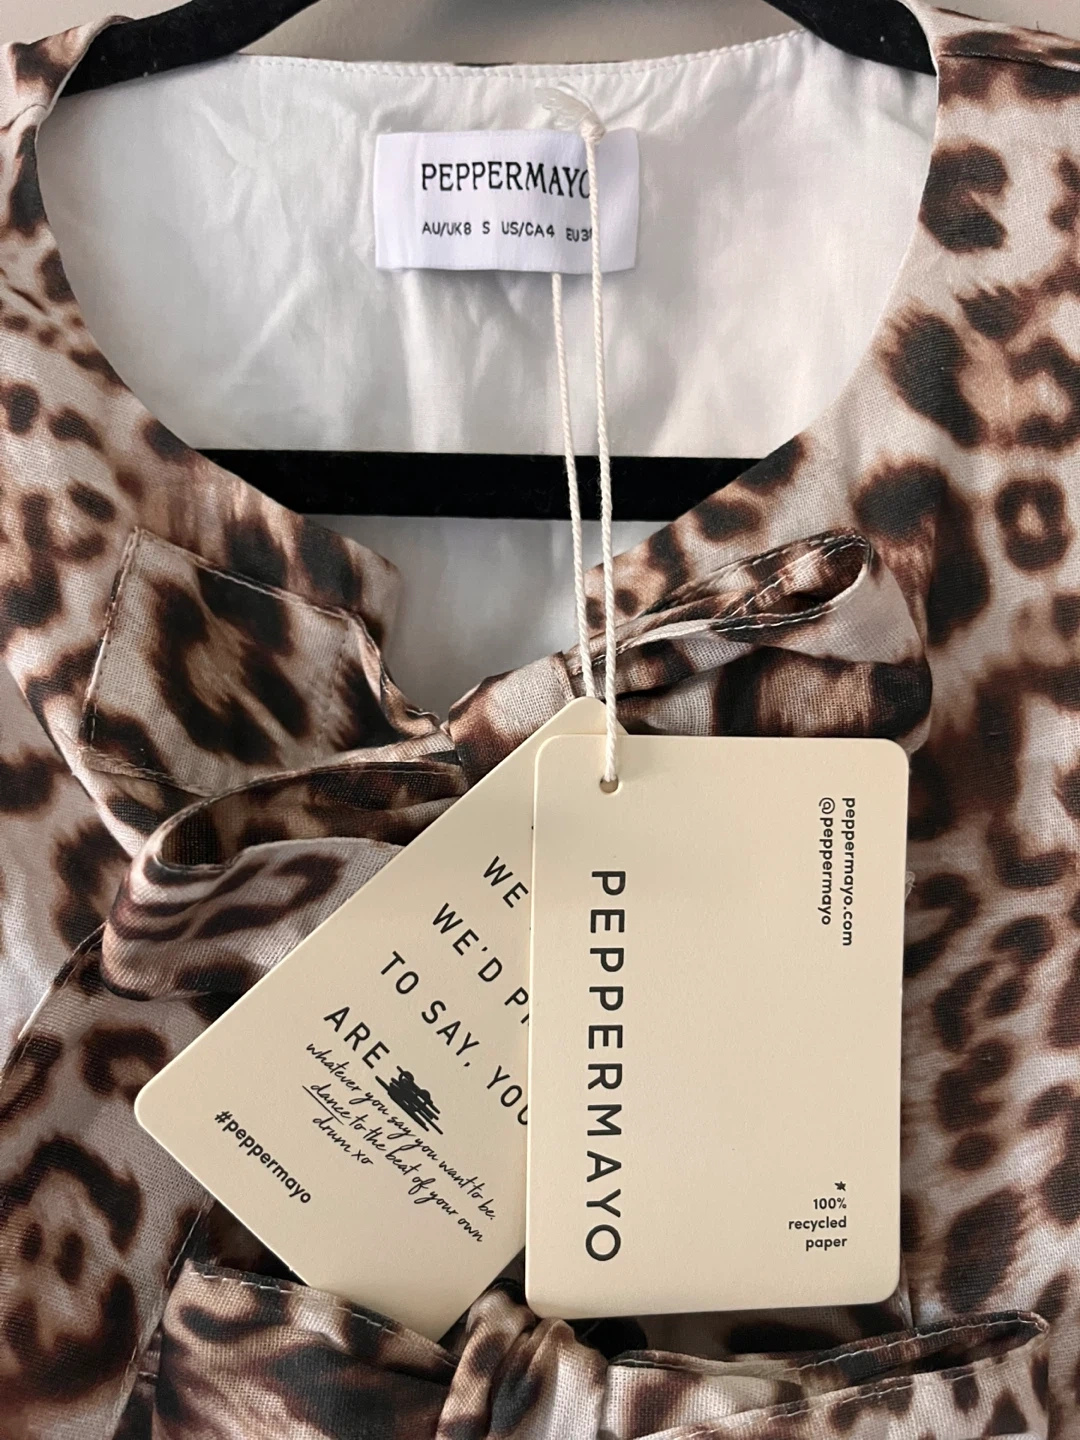 PEPPERMAYO
AU/UK8 S US/CA4
WE
WE'D
TO SAY, YOU
ARE
whatever you say you want to be.
dance to the beat of your own
drum xo
#peppermayo
PEPPERMAYO
peppermayo.com
@peppermayo
100%
recycled
paper